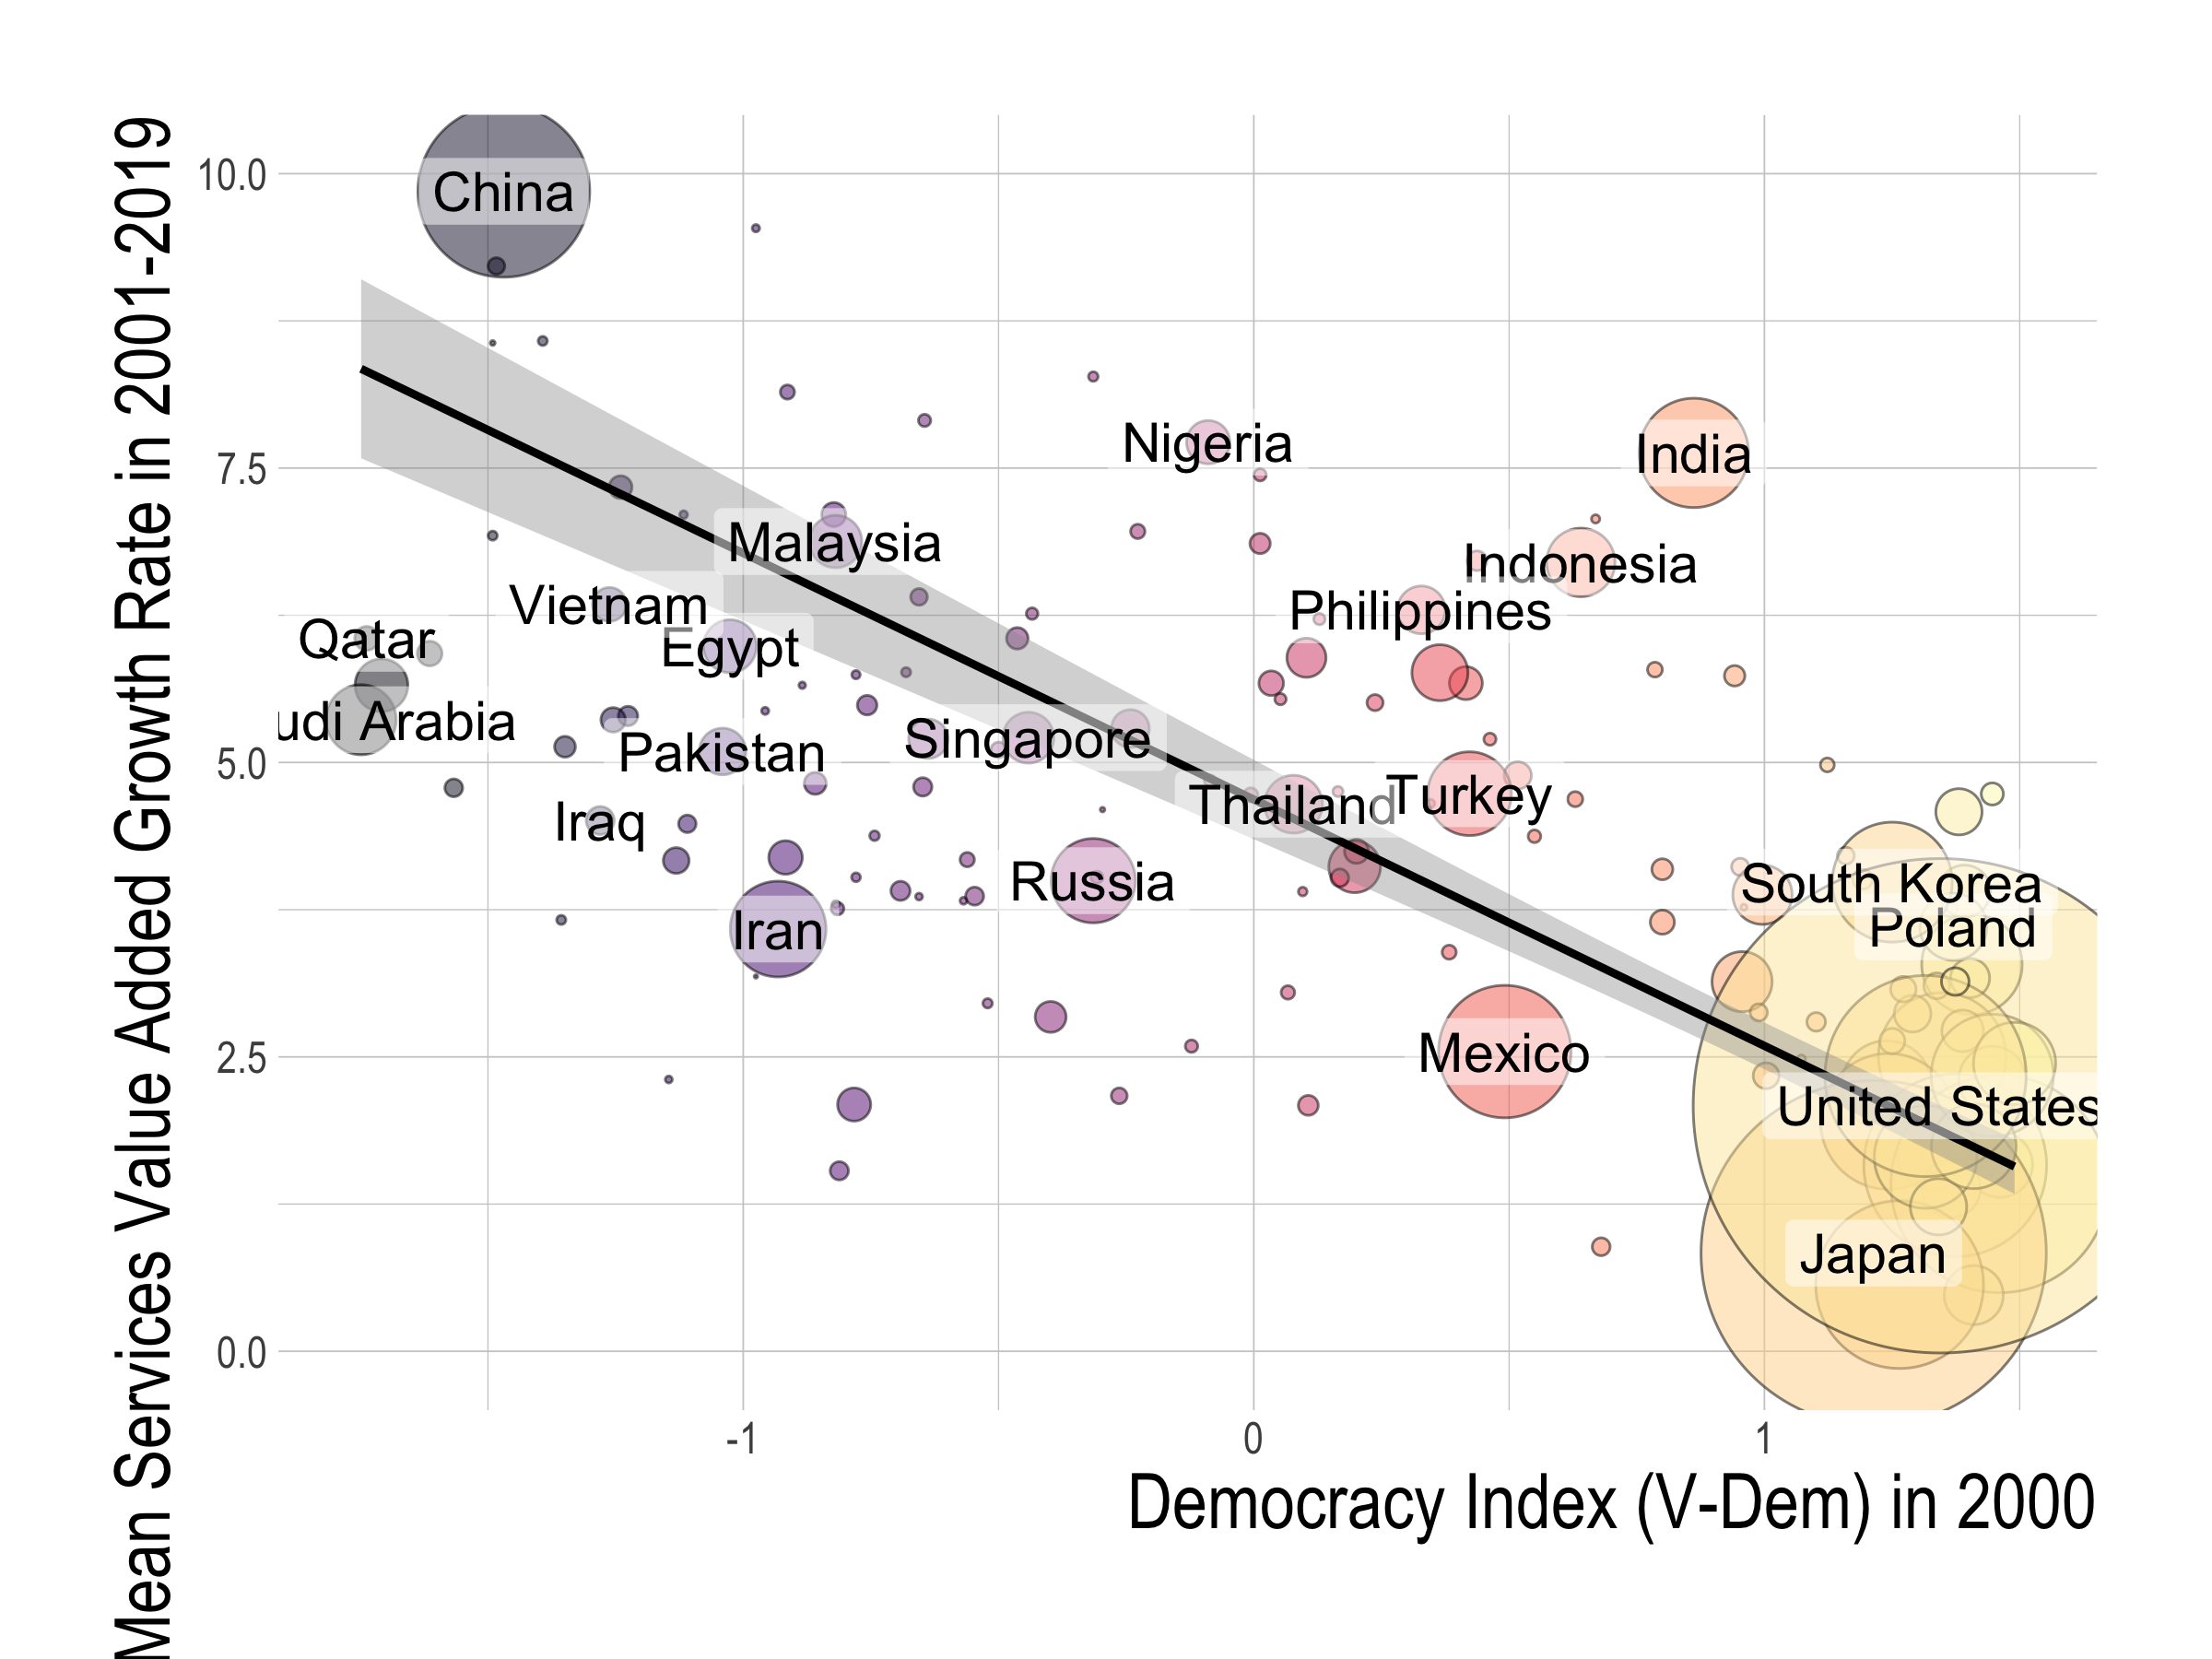 Mean Services Value Added Growth Rate in 2001-2019
10.0
7.5
5.0
2.5
0.0
China
Nigeria
India
Malaysia
Indonesia
Vietnam
Philippines
Qatar
Egypt
udi Arabia
Singapore
Pakistan
Thailand
Turkey
Iraq
Russia
South Korea
Iran
Poland
Mexico
United States
Japan
-1
0
1
Democracy Index (V-Dem) in 2000